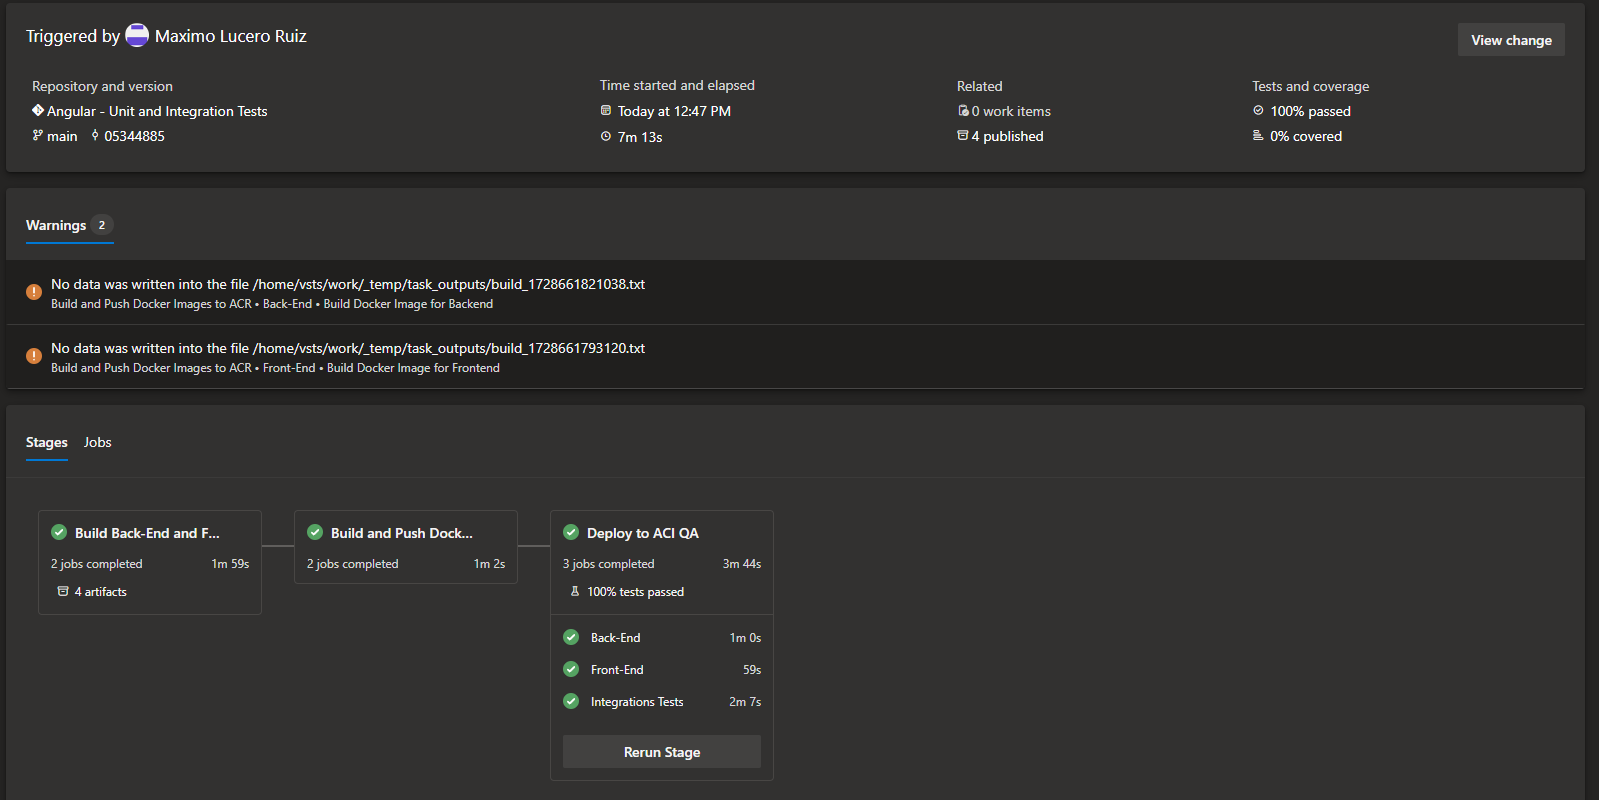 Triggered by Maximo Lucero Ruiz
View change
Repository and version
Angular - Unit and Integration Tests
main 05344885
Time started and elapsed
Today at 12:47 PM
7m 13s
Related
0 work items
4 published
Tests and coverage
100% passed
0% covered
Warnings 2
No data was written into the file /home/vsts/work/_temp/task_outputs/build_1728661821038.txt
Build and Push Docker Images to ACR • Back-End • Build Docker Image for Backend
No data was written into the file /home/vsts/work/_temp/task_outputs/build_1728661793120.txt
Build and Push Docker Images to ACR • Front-End • Build Docker Image for Frontend
Stages Jobs
Build Back-End and F...
2 jobs completed 1m 59s
4 artifacts
Build and Push Dock...
2 jobs completed 1m 2s
Deploy to ACI QA
3 jobs completed 3m 44s
100% tests passed
Back-End 1m 0s
Front-End 59s
Integrations Tests 2m 7s
Rerun Stage